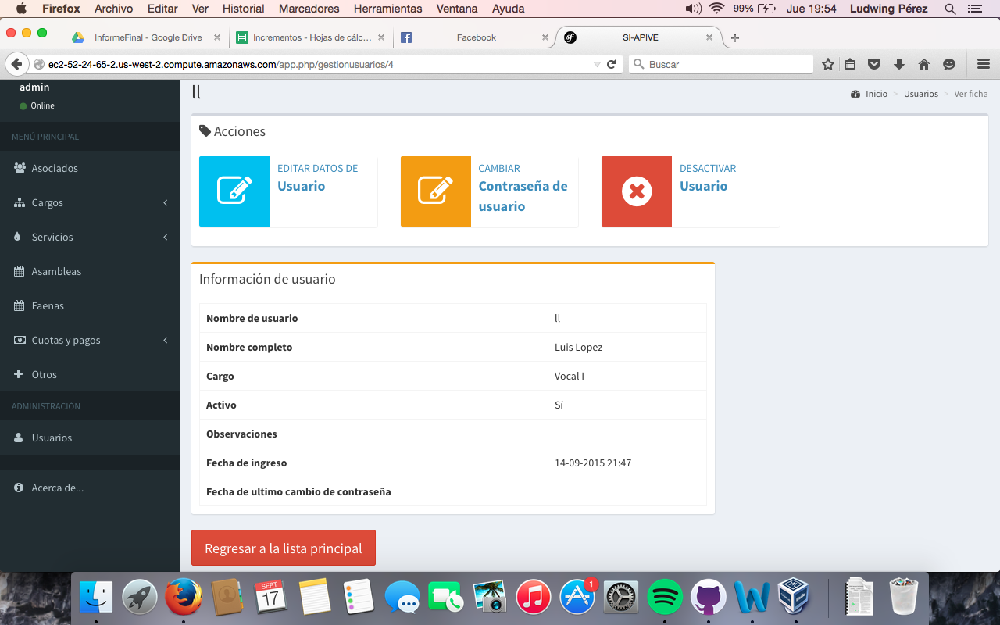 Firefox Archivo Editar Ver Historial Marcadores Herramientas Ventana Ayuda 99% Jue 19:54 Ludwing Pérez
InformeFinal - Google Drive
Incrementos - Hojas de cálc...
Facebook
sf
SI-APIVE
ec2-52-24-65-2.us-west-2.compute.amazonaws.com/app.php/gestionusuarios/4
Buscar
admin
Online
MENÚ PRINCIPAL
Asociados
Cargos
Servicios
Asambleas
Faenas
Cuotas y pagos
Otros
ADMINISTRACIÓN
Usuarios
Acerca de...
ll
Inicio > Usuarios > Ver ficha
Acciones
EDITAR DATOS DE
Usuario
CAMBIAR
Contraseña de
usuario
DESACTIVAR
Usuario
Información de usuario
Nombre de usuario ll
Nombre completo Luis Lopez
Cargo Vocal I
Activo Sí
Observaciones
Fecha de ingreso 14-09-2015 21:47
Fecha de ultimo cambio de contraseña
Regresar a la lista principal
SEPT
17
1